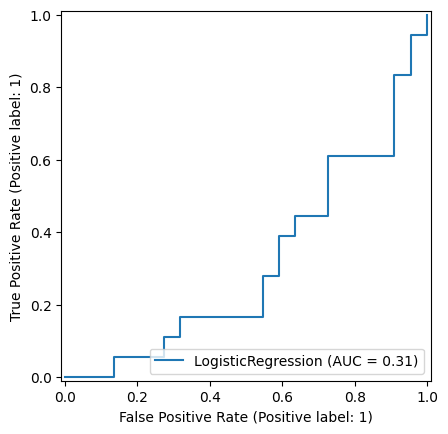 1.0
0.8
0.6
0.4
0.2
0.0
True Positive Rate (Positive label: 1)
LogisticRegression (AUC = 0.31)
0.0 0.2 0.4 0.6 0.8 1.0
False Positive Rate (Positive label: 1)